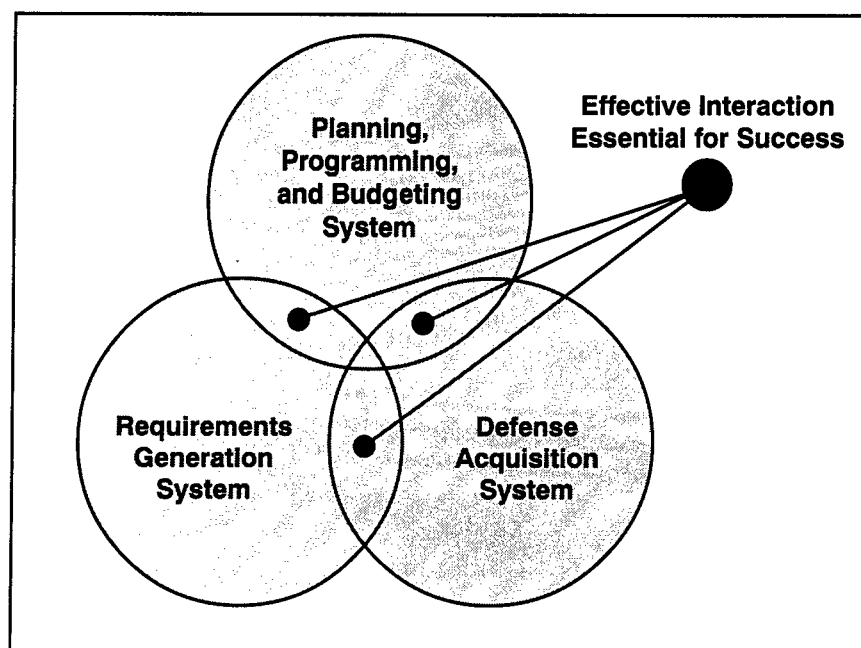 Planning,
Programming,
and Budgeting
System
Effective Interaction
Essential for Success
Requirements
Generation
System
Defense
Acquisition
System